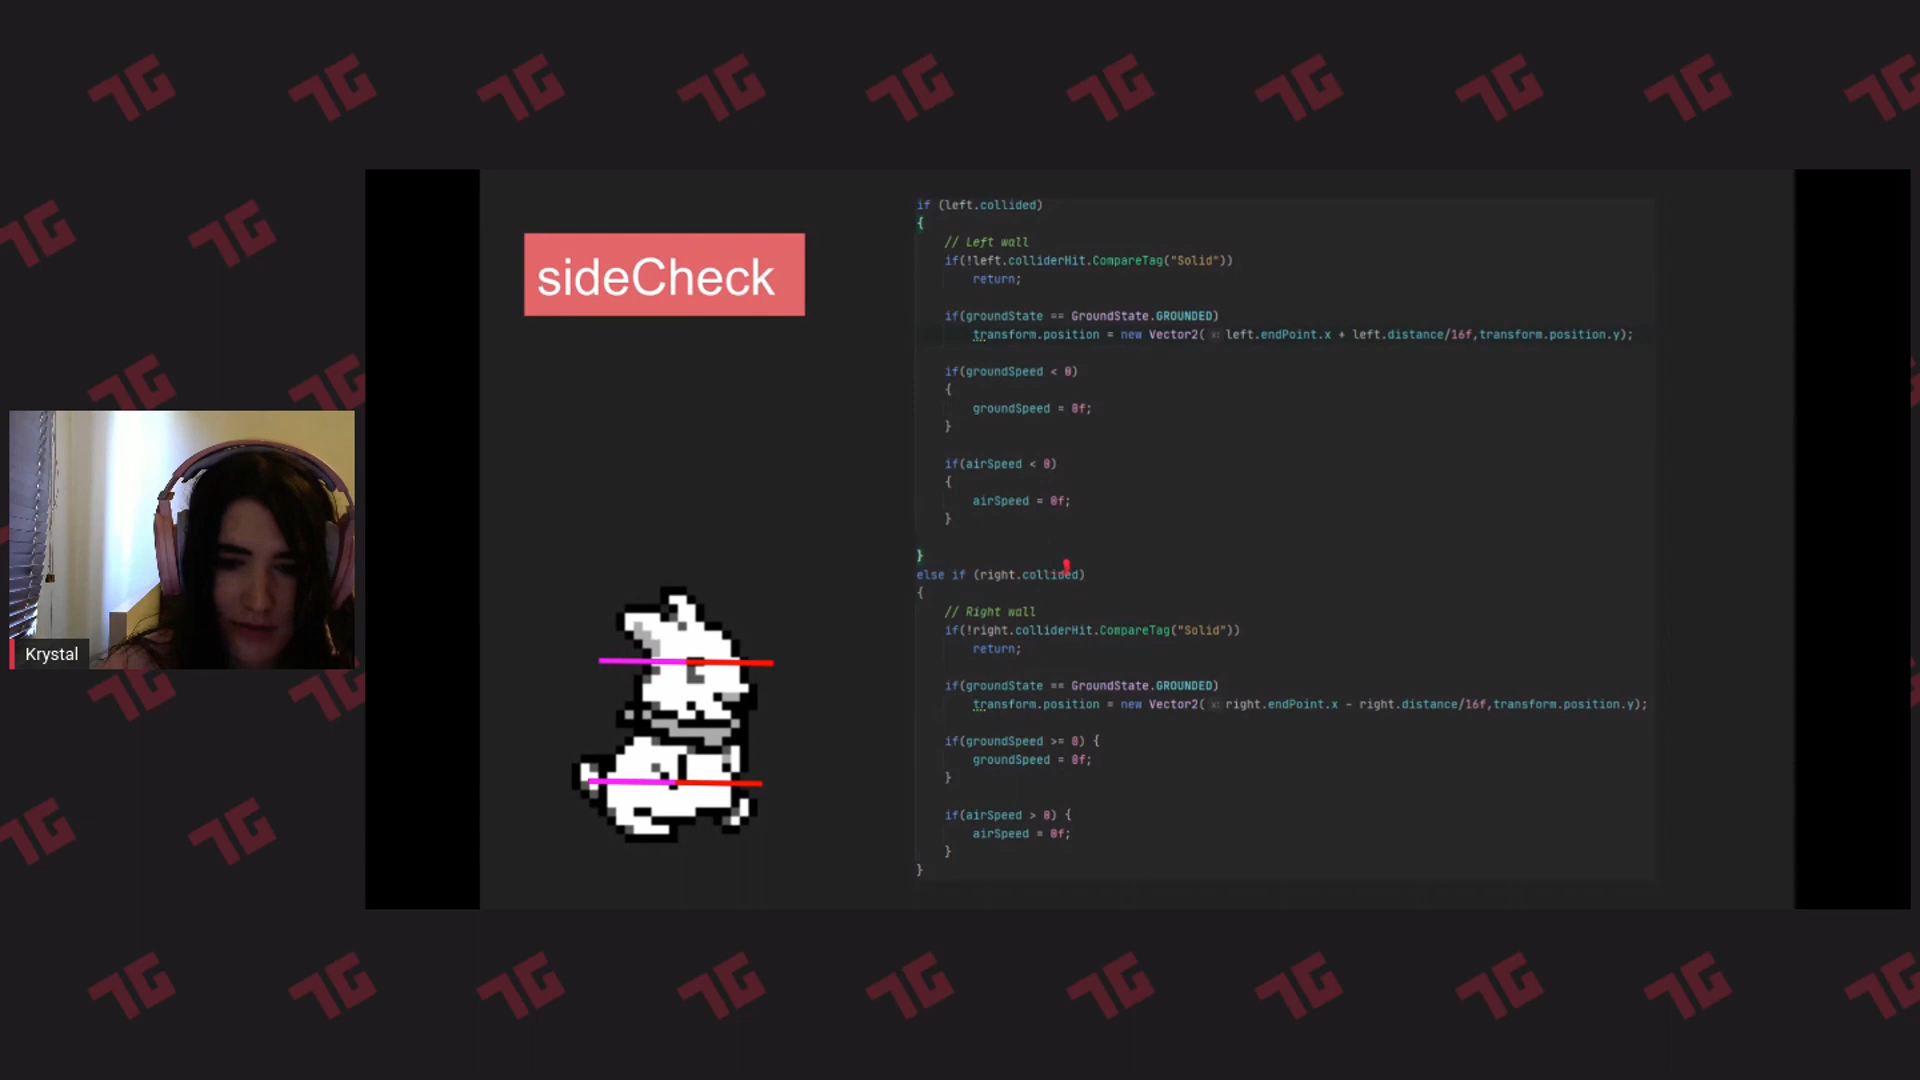 sideCheck
if (left.collided)
{
// Left wall
if(!left.colliderHit.CompareTag("Solid"))
return;
if(groundState == GroundState.GROUNDED)
transform.position = new Vector2( x: left.endPoint.x + left.distance/16f,transform.position.y);
if(groundSpeed < 0)
{
groundSpeed = 0f;
}
if(airSpeed < 0)
{
airSpeed = 0f;
}
}
else if (right.collided)
{
// Right wall
if(!right.colliderHit.CompareTag("Solid"))
return;
if(groundState == GroundState.GROUNDED)
transform.position = new Vector2( x: right.endPoint.x - right.distance/16f,transform.position.y);
if(groundSpeed >= 0) {
groundSpeed = 0f;
}
if(airSpeed > 0) {
airSpeed = 0f;
}
}
Krystal